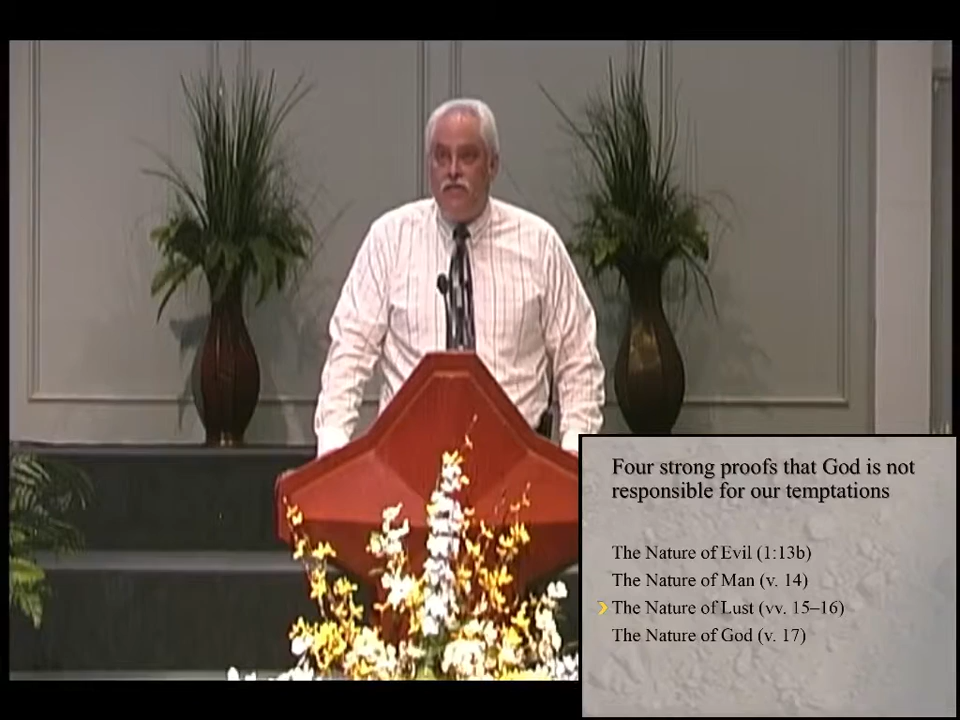 Four strong proofs that God is not
responsible for our temptations
The Nature of Evil (1:13b)
The Nature of Man (v. 14)
The Nature of Lust (vv. 15–16)
The Nature of God (v. 17)